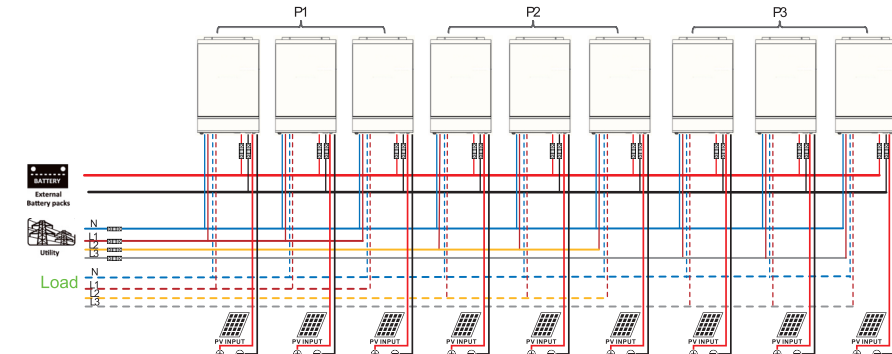 P1 P2 P3
BATTERY
External
Battery packs
N
L1
L2
L3
Utility
Load
N
L1
L2
L3
PV INPUT PV INPUT PV INPUT PV INPUT PV INPUT PV INPUT PV INPUT PV INPUT PV INPUT